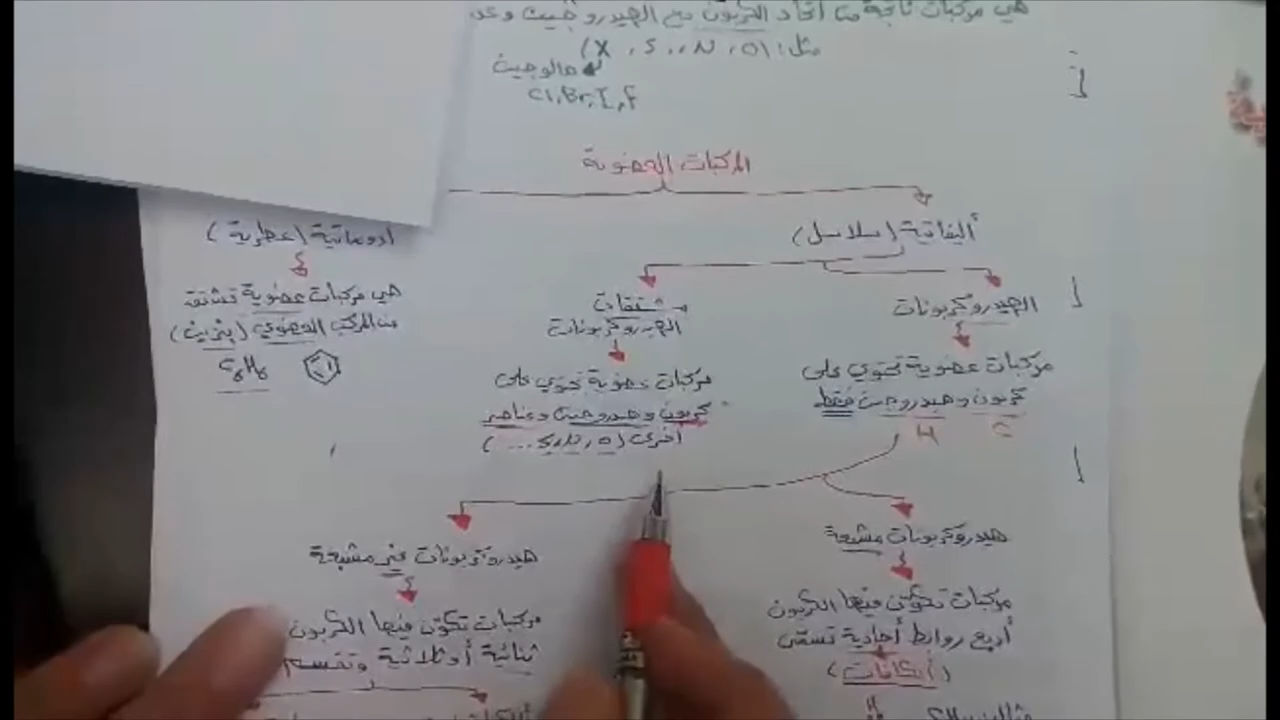 هي مركبات ناتجة من اتحاد الكربون مع الهيدروجين
مثل: (O, N, S, X)
هالوجين
Cl, Br, I, F
المركبات العضوية
أليفاتية (سلاسل)
أروماتية (عطرية)
الهيدروكربونات
مشتقات
الهيدروكربونات
هي مركبات عضوية تشتق
من المركب العضوي (بنزين)
C6H6
مركبات عضوية تحتوي على
كربون وهيدروجين فقط
C H
مركبات عضوية تحتوي على
كربون وهيدروجين وعناصر
أخرى
هيدروكربونات مشبعة
هيدروكربونات غير مشبعة
مركبات تكون فيها الكربون
أربع روابط أحادية تسمى
(ألكانات)
مركبات تكون فيها الكربون
ثنائية أو ثلاثية وتقسم